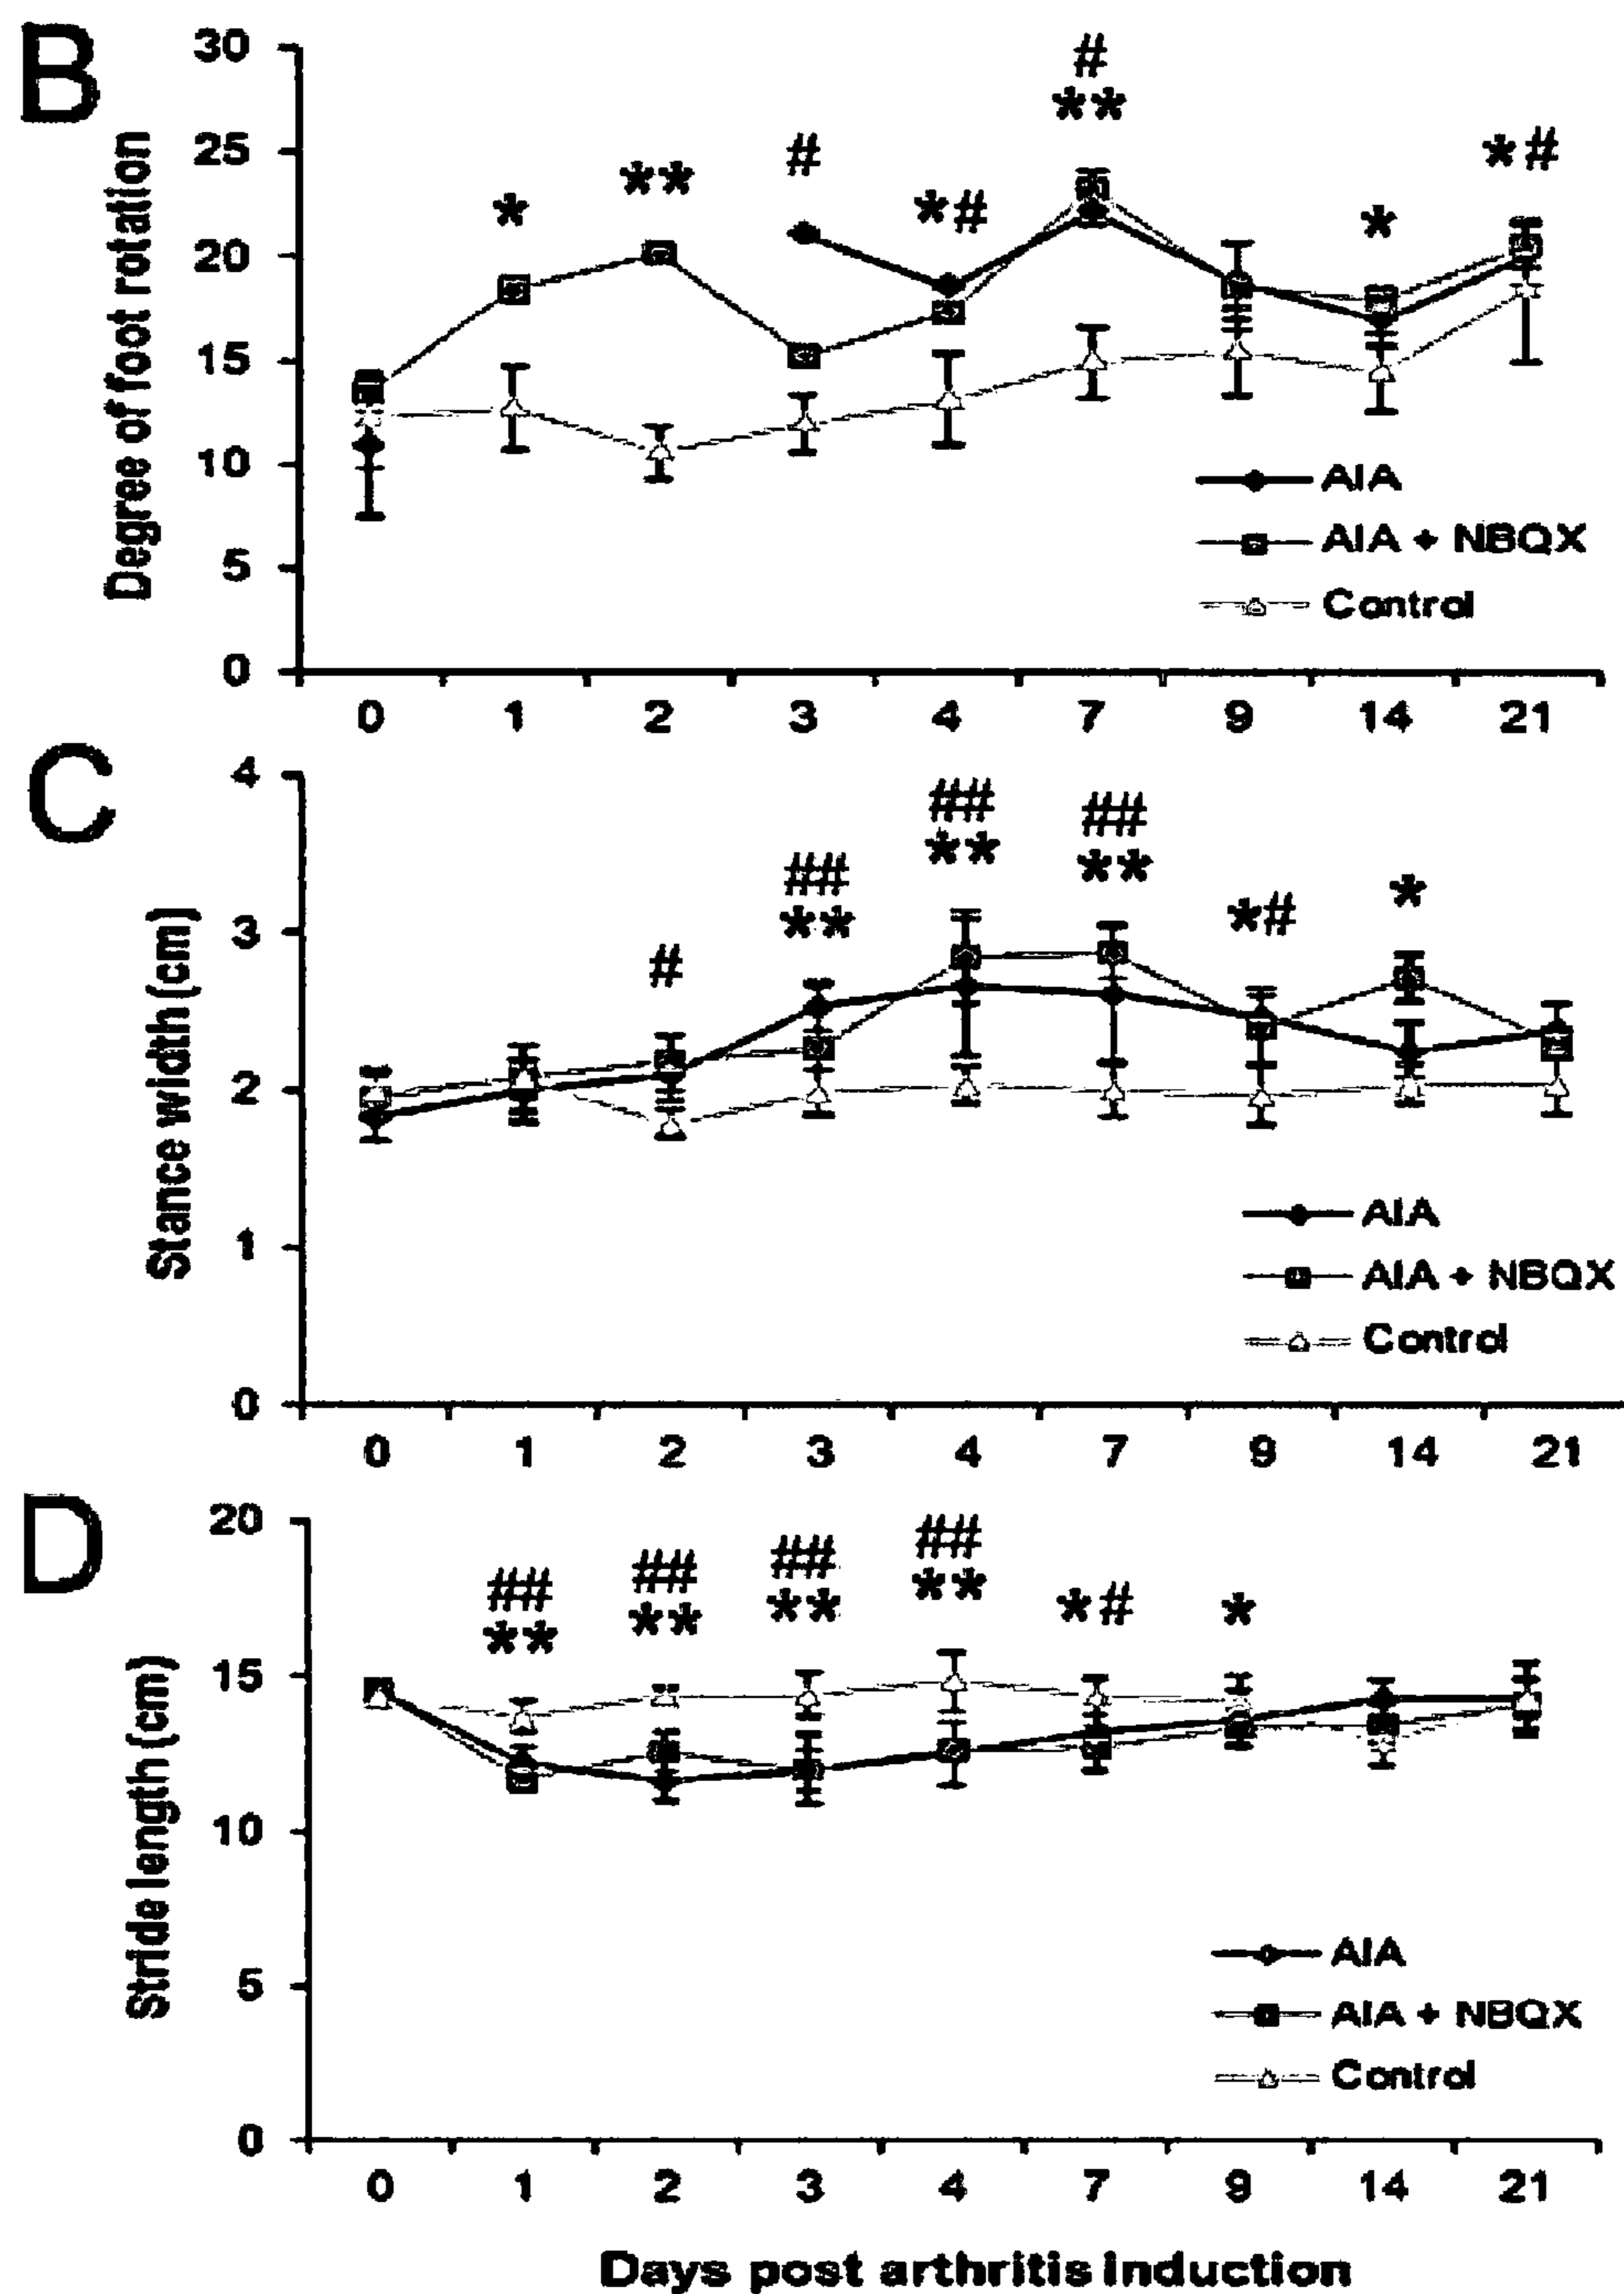 B
Degree of foot rotation
30
25
20
15
10
5
0
#
**
#
*
**
*#
*
*#
AIA
AIA + NBQX
Control
0 1 2 3 4 7 9 14 21
C
Stance width (cm)
4
3
2
1
0
##
**
##
**
##
**
#
*#
*
AIA
AIA + NBQX
Control
0 1 2 3 4 7 9 14 21
D
Stride length (cm)
20
15
10
5
0
##
**
##
**
##
**
##
**
*#
*
AIA
AIA + NBQX
Control
0 1 2 3 4 7 9 14 21
Days post arthritis induction